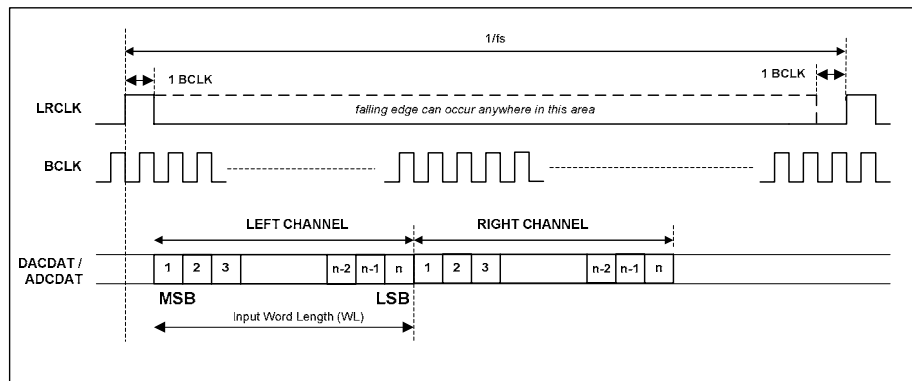 1/fs
1 BCLK
1 BCLK
LRCLK
falling edge can occur anywhere in this area
BCLK
LEFT CHANNEL
RIGHT CHANNEL
DACDAT /
ADCDAT
1 2 3 n-2 n-1 n 1 2 3 n-2 n-1 n
MSB
LSB
Input Word Length (WL)